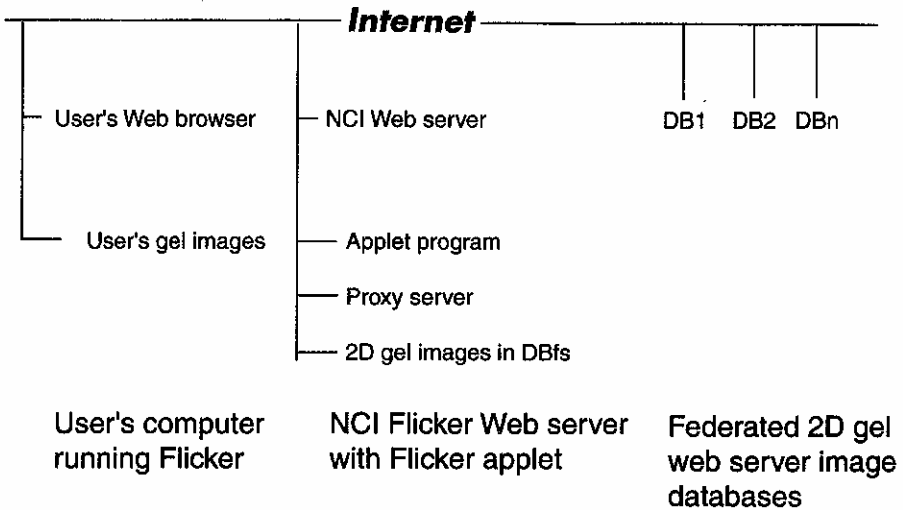 Internet
User's Web browser
NCI Web server
DB1 DB2 DBn
User's gel images
Applet program
Proxy server
2D gel images in DBfs
User's computer
running Flicker
NCI Flicker Web server
with Flicker applet
Federated 2D gel
web server image
databases